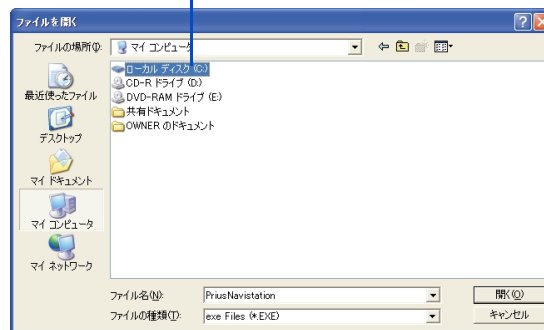 ファイルを開く
ファイルの場所(I):
マイ コンピュータ
最近使ったファイル
デスクトップ
マイ ドキュメント
マイ コンピュータ
マイ ネットワーク
ローカル ディスク (C:)
CD-R ドライブ (D:)
DVD-RAM ドライブ (E:)
共有ドキュメント
OWNER のドキュメント
ファイル名(N):
PriusNavistation
開く(O)
ファイルの種類(T):
exe Files (*.EXE)
キャンセル